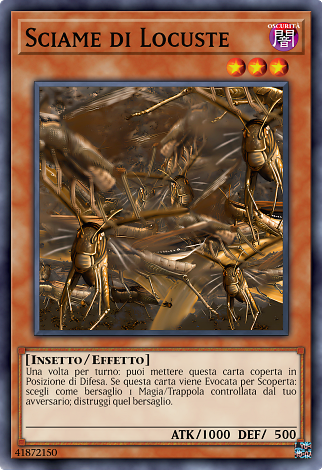 Sciame di Locuste
OSCURITÀ
闇
[Insetto/Effetto]
Una volta per turno: puoi mettere questa carta coperta in
Posizione di Difesa. Se questa carta viene Evocata per Scoperta:
scegli come bersaglio 1 Magia/Trappola controllata dal tuo
avversario; distruggi quel bersaglio.
ATK/1000 DEF/ 500
41872150